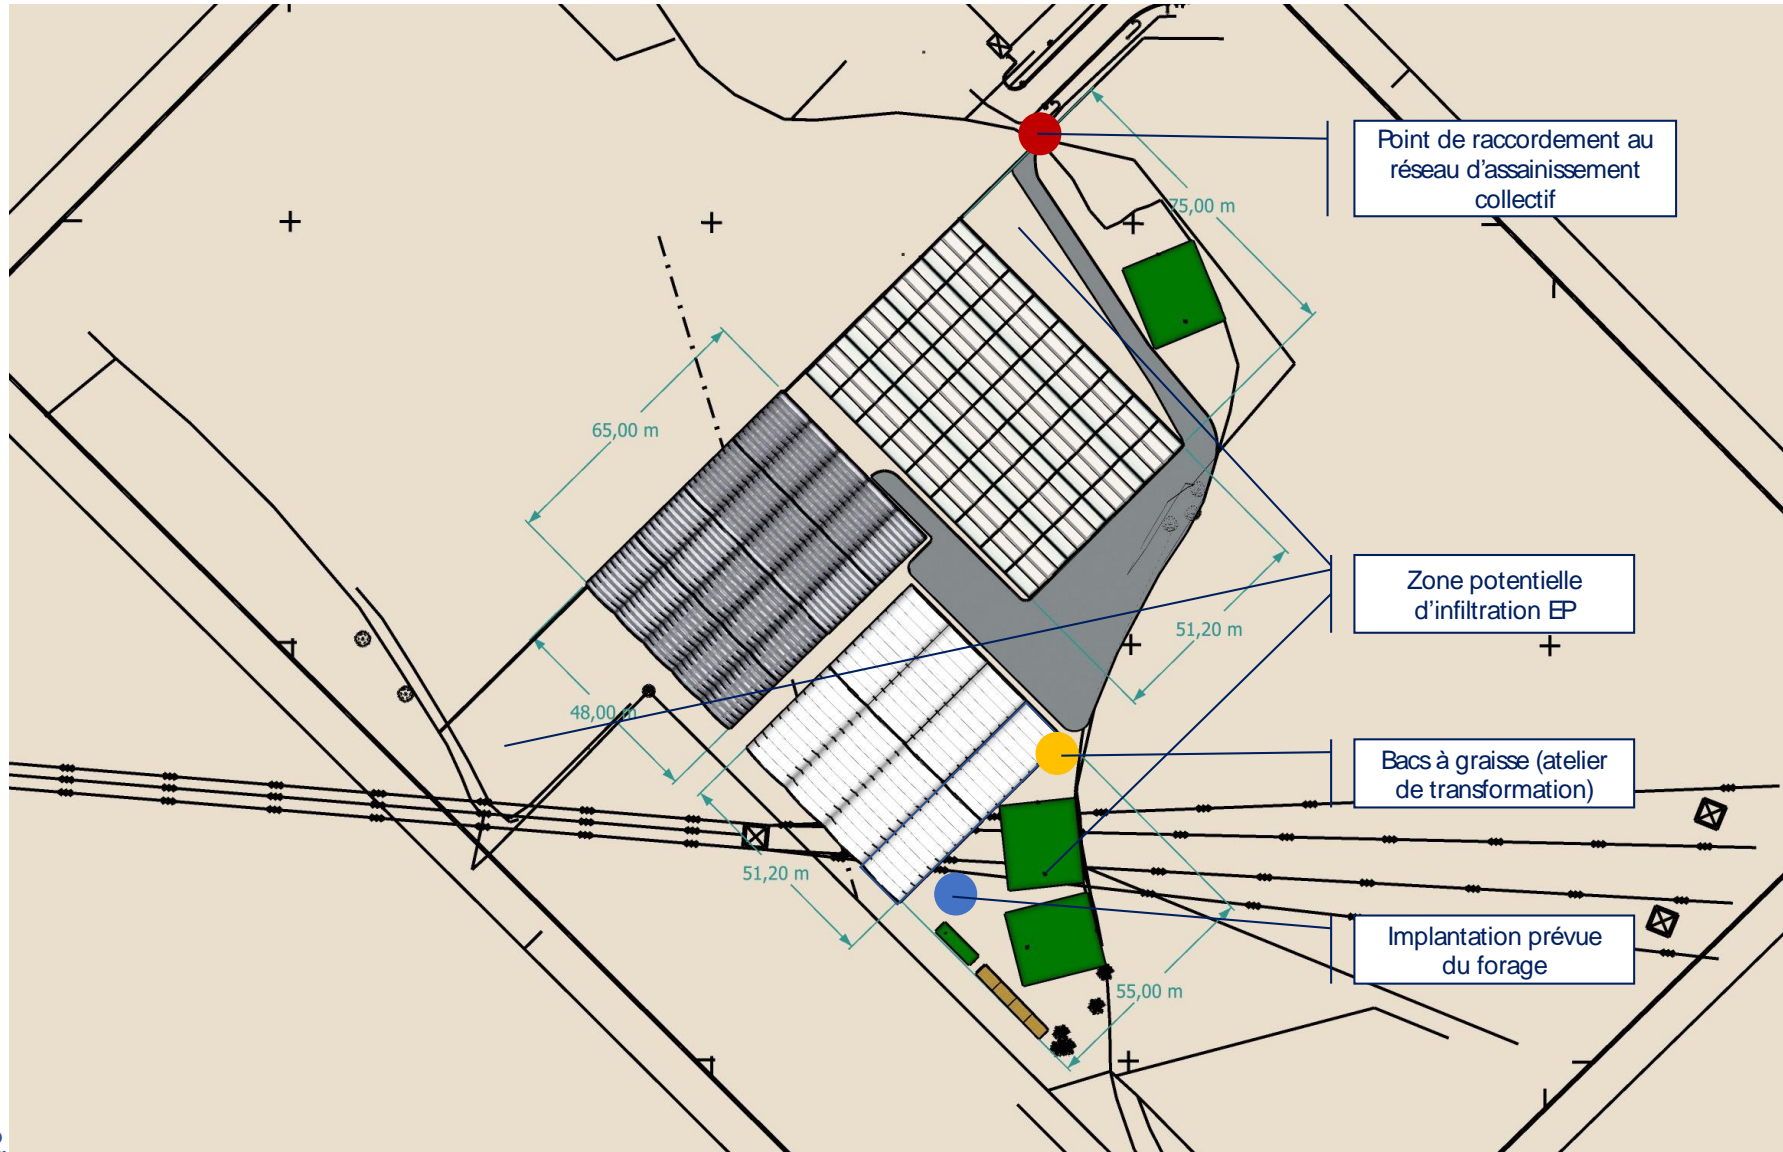 Point de raccordement au
réseau d'assainissement
collectif
75,00 m
65,00 m
Zone potentielle
d'infiltration EP
51,20 m
48,00 m
Bacs à graisse (atelier
de transformation)
51,20 m
Implantation prévue
du forage
55,00 m